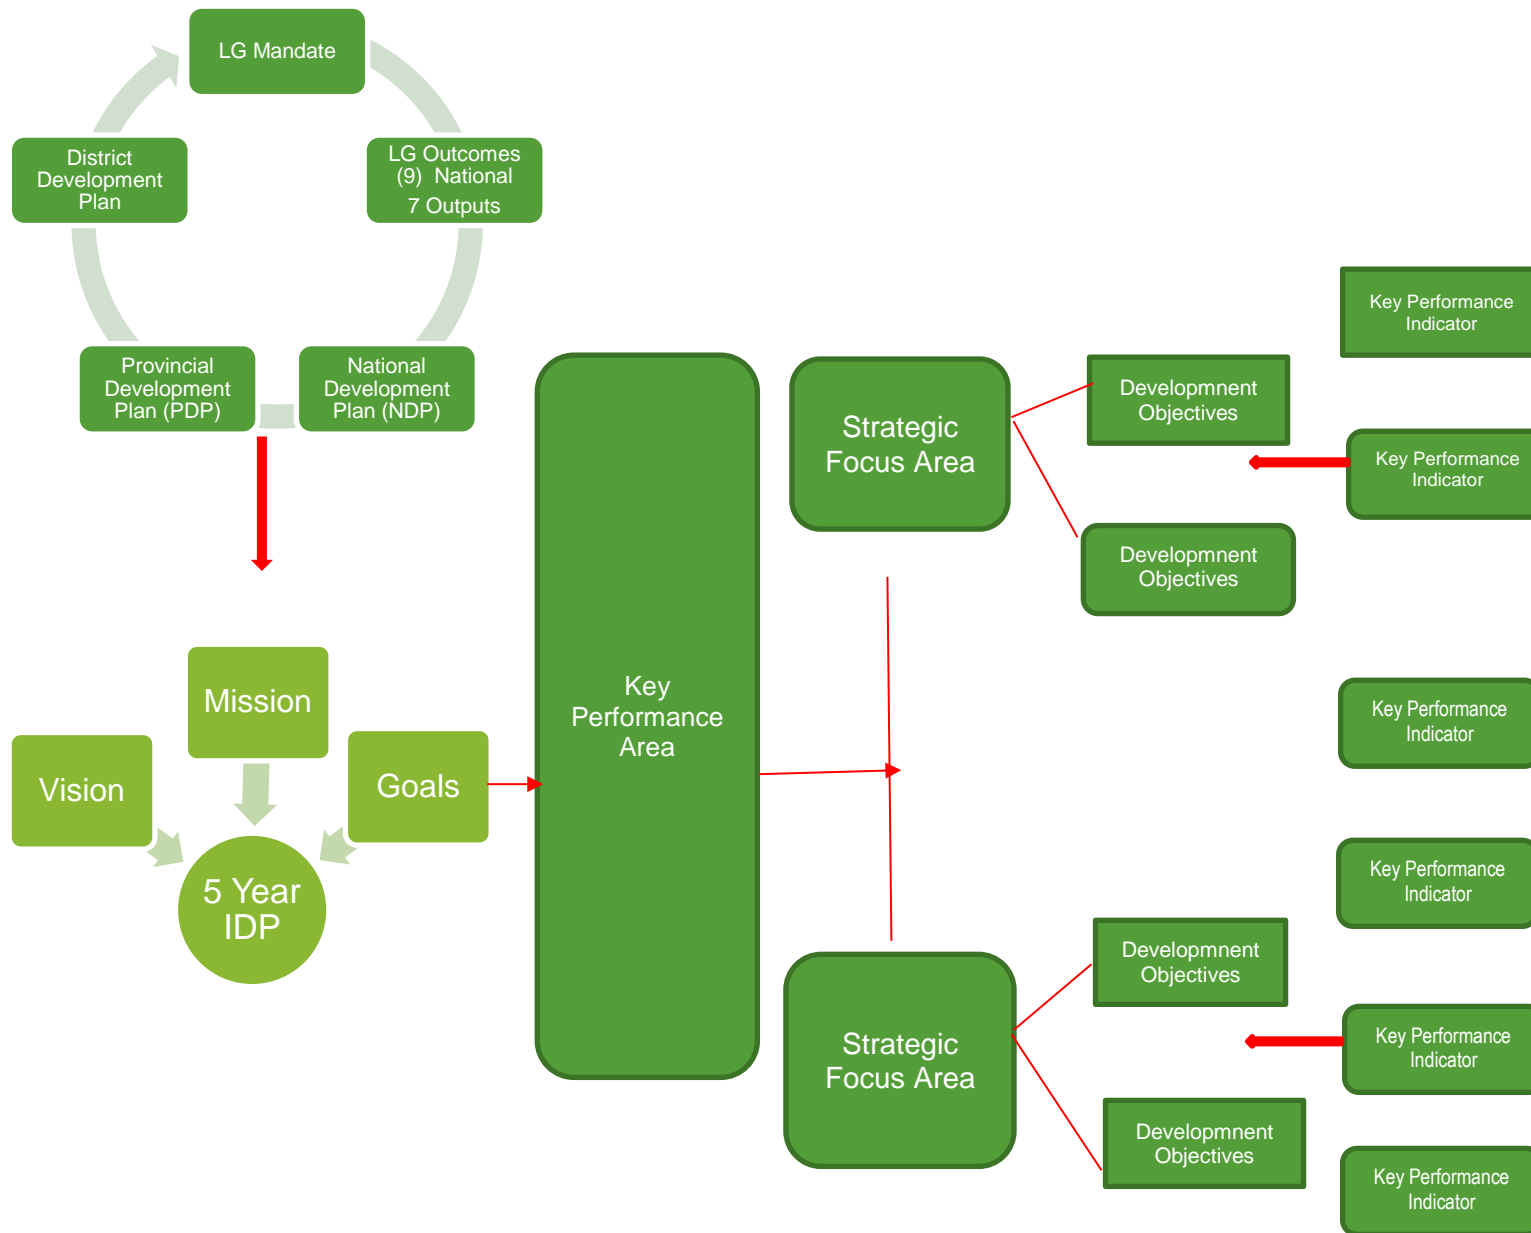 LG Mandate
District
Development
Plan
LG Outcomes
(9) National
7 Outputs
Provincial
Development
Plan (PDP)
National
Development
Plan (NDP)
Mission
Vision
Goals
5 Year
IDP
Key
Performance
Area
Strategic
Focus Area
Developmnent
Objectives
Developmnent
Objectives
Key Performance
Indicator
Key Performance
Indicator
Key Performance
Indicator
Key Performance
Indicator
Strategic
Focus Area
Developmnent
Objectives
Developmnent
Objectives
Key Performance
Indicator
Key Performance
Indicator